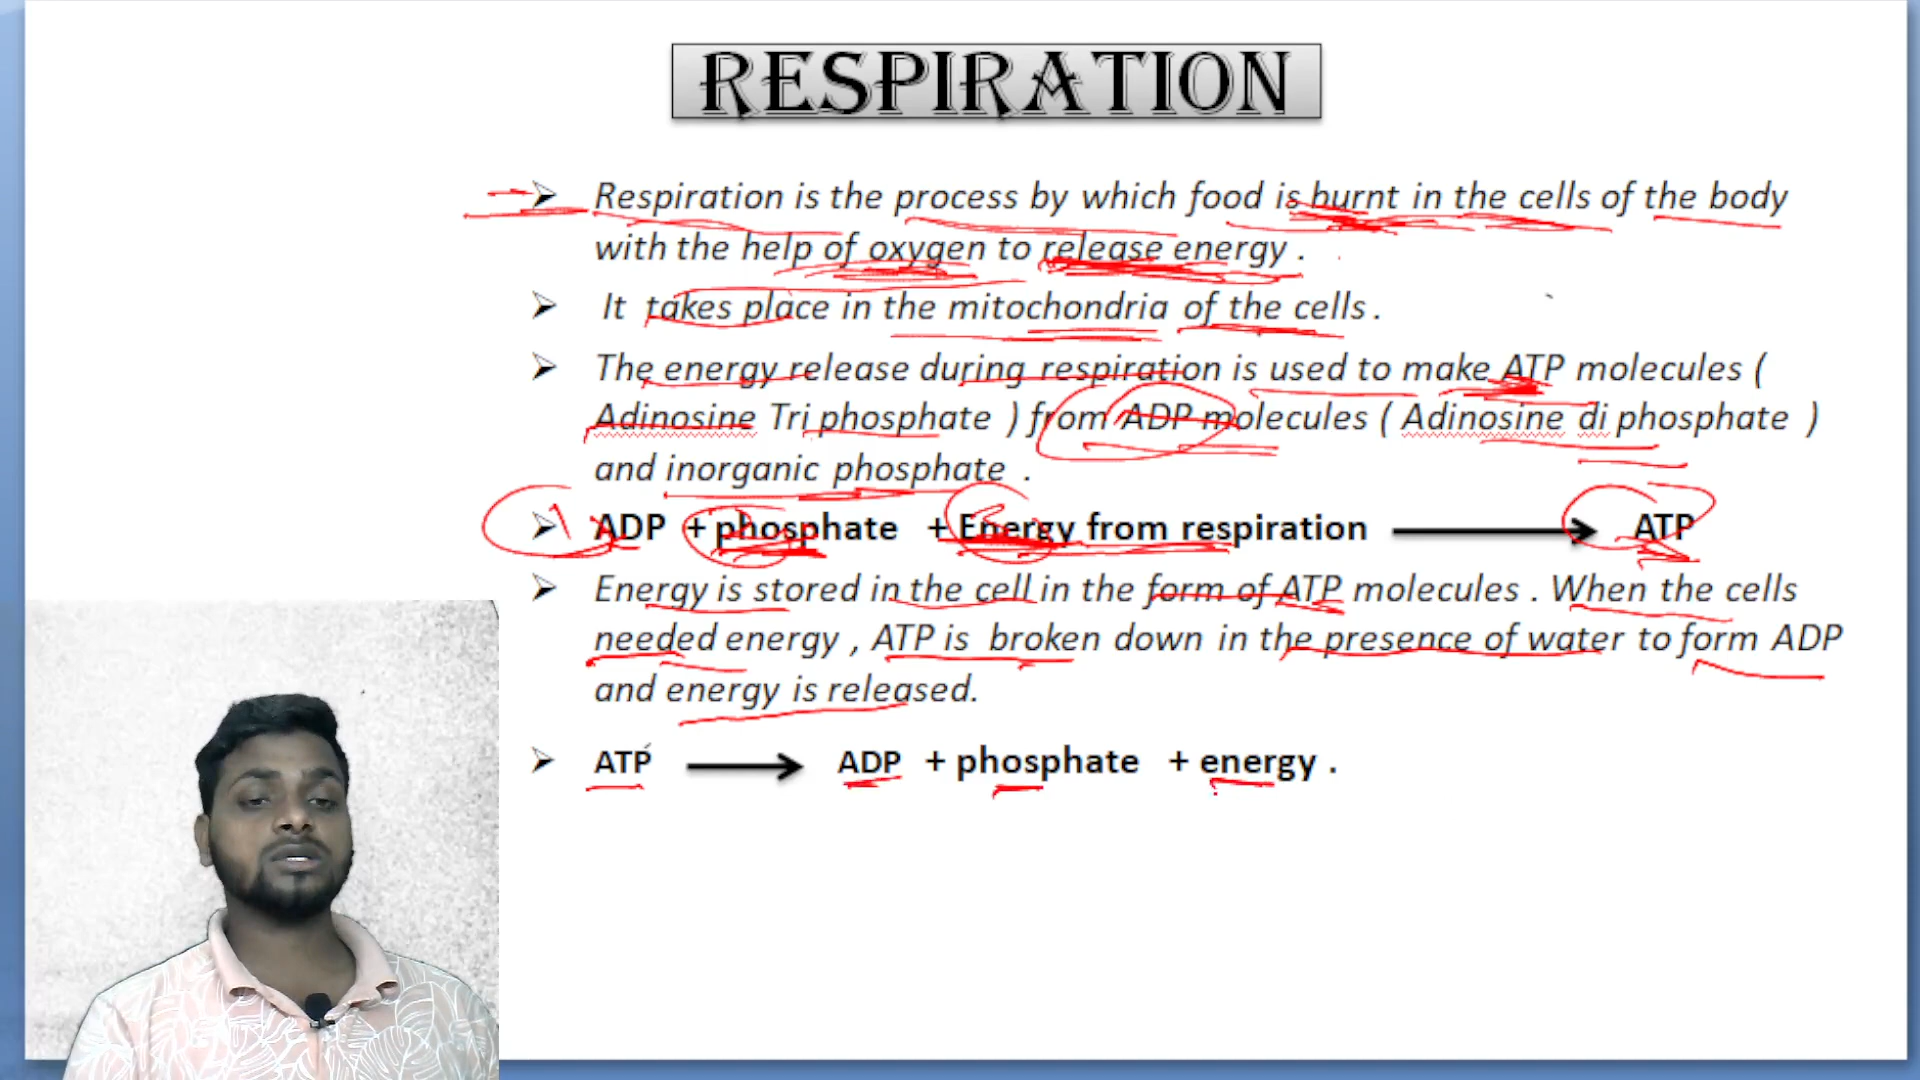 RESPIRATION
➢ Respiration is the process by which food is burnt in the cells of the body
with the help of oxygen to release energy .
➢ It takes place in the mitochondria of the cells .
➢ The energy release during respiration is used to make ATP molecules (
Adinosine Tri phosphate ) from ADP molecules ( Adinosine di phosphate )
and inorganic phosphate .
➢ ADP + phosphate + Energy from respiration ⟶ ATP
➢ Energy is stored in the cell in the form of ATP molecules . When the cells
needed energy , ATP is broken down in the presence of water to form ADP
and energy is released.
➢ ATP ⟶ ADP + phosphate + energy .